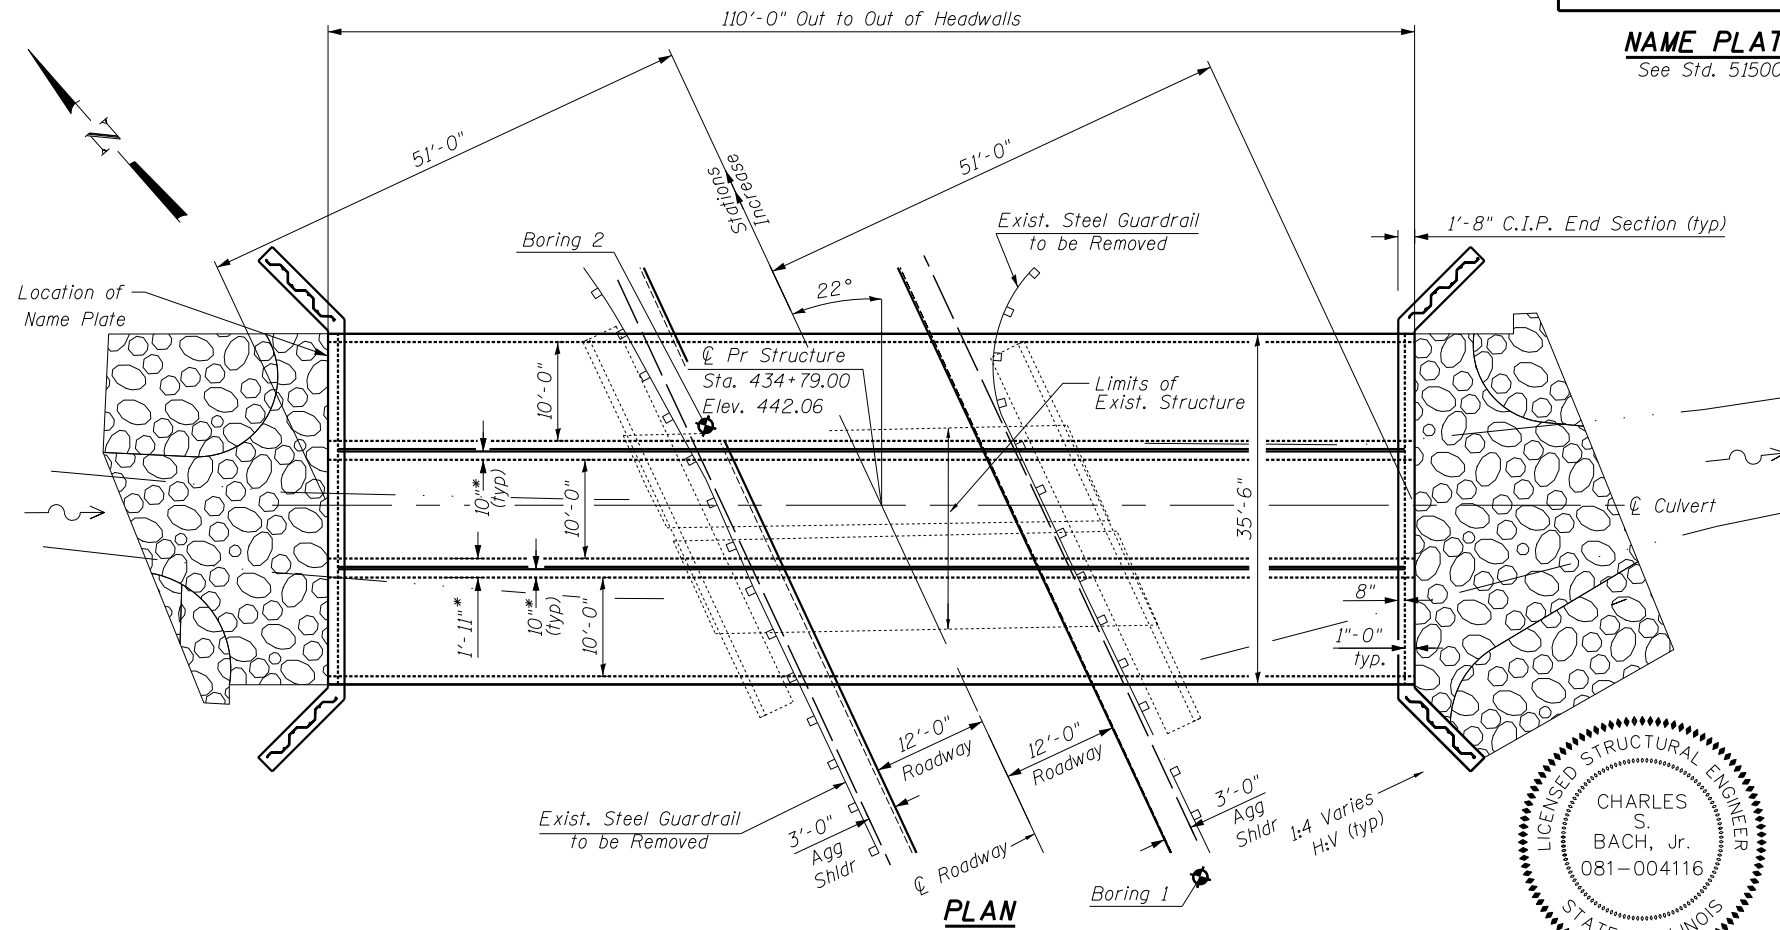 110'-0" Out to Out of Headwalls
NAME PLAT
See Std. 51500
N
51'-0"
Stations
Increase
51'-0"
Boring 2
Exist. Steel Guardrail
to be Removed
1'-8" C.I.P. End Section (typ)
Location of
Name Plate
22°
℄ Pr Structure
Sta. 434+79.00
Elev. 442.06
Limits of
Exist. Structure
10'-0"
10"*
(typ)
10'-0"
35'-6"
℄ Culvert
1'-11"*
10"*
(typ)
10'-0"
8"
1"-0"
typ.
12'-0"
Roadway
12'-0"
Roadway
Exist. Steel Guardrail
to be Removed
3'-0"
Agg
Shldr
3'-0"
Agg
Shldr
1:4 Varies
H:V (typ)
℄ Roadway
Boring 1
PLAN
LICENSED STRUCTURAL ENGINEER
CHARLES
S.
BACH, Jr.
081-004116